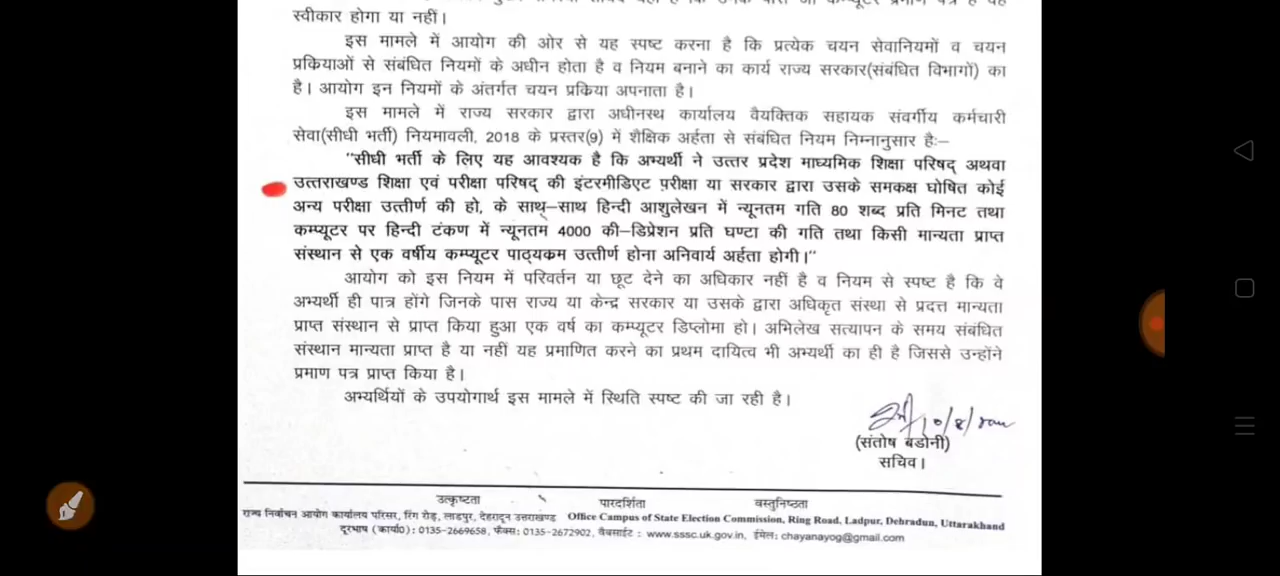 स्वीकार होगा या नहीं।
इस मामले में आयोग की ओर से यह स्पष्ट करना है कि प्रत्येक चयन सेवानियमों व चयन
प्रकियाओं से संबंधित नियमों के अधीन होता है व नियम बनाने का कार्य राज्य सरकार(संबंधित विभागों) का
है। आयोग इन नियमों के अंतर्गत चयन प्रकिया अपनाता है।
इस मामले में राज्य सरकार द्वारा अधीनस्थ कार्यालय वैयक्तिक सहायक संवर्गीय कर्मचारी
सेवा(सीधी भर्ती) नियमावली, 2018 के प्रस्तर(9) में शैक्षिक अर्हता से संबंधित नियम निम्नानुसार हैः–
"सीधी भर्ती के लिए यह आवश्यक है कि अभ्यर्थी ने उत्तर प्रदेश माध्यमिक शिक्षा परिषद् अथवा
उत्तराखण्ड शिक्षा एवं परीक्षा परिषद् की इंटरमीडिएट परीक्षा या सरकार द्वारा उसके समकक्ष घोषित कोई
अन्य परीक्षा उत्तीर्ण की हो, के साथ्–साथ हिन्दी आशुलेखन में न्यूनतम गति 80 शब्द प्रति मिनट तथा
कम्प्यूटर पर हिन्दी टंकण में न्यूनतम 4000 की–डिप्रेशन प्रति घण्टा की गति तथा किसी मान्यता प्राप्त
संस्थान से एक वर्षीय कम्प्यूटर पाठ्यकम उत्तीर्ण होना अनिवार्य अर्हता होगी।"
आयोग को इस नियम में परिवर्तन या छूट देने का अधिकार नहीं है व नियम से स्पष्ट है कि वे
अभ्यर्थी ही पात्र होंगे जिनके पास राज्य या केन्द्र सरकार या उसके द्वारा अधिकृत संस्था से प्रदत्त मान्यता
प्राप्त संस्थान से प्राप्त किया हुआ एक वर्ष का कम्प्यूटर डिप्लोमा हो। अभिलेख सत्यापन के समय संबंधित
संस्थान मान्यता प्राप्त है या नहीं यह प्रमाणित करने का प्रथम दायित्व भी अभ्यर्थी का ही है जिससे उन्होंने
प्रमाण पत्र प्राप्त किया है।
अभ्यर्थियों के उपयोगार्थ इस मामले में स्थिति स्पष्ट की जा रही है।
(संतोष बडोनी)
सचिव।
उत्कृष्टता पारदर्शिता वस्तुनिष्ठता
राज्य निर्वाचन आयोग कार्यालय परिसर, रिंग रोड़, लाडपुर, देहरादून उत्तराखण्ड Office Campus of State Election Commission, Ring Road, Ladpur, Dehradun, Uttarakhand
दूरभाष (कार्या0): 0135-2669658, फैक्सः 0135-2672902, वैबसाईट : www.sssc.uk.gov.in, ईमेल: chayanayog@gmail.com